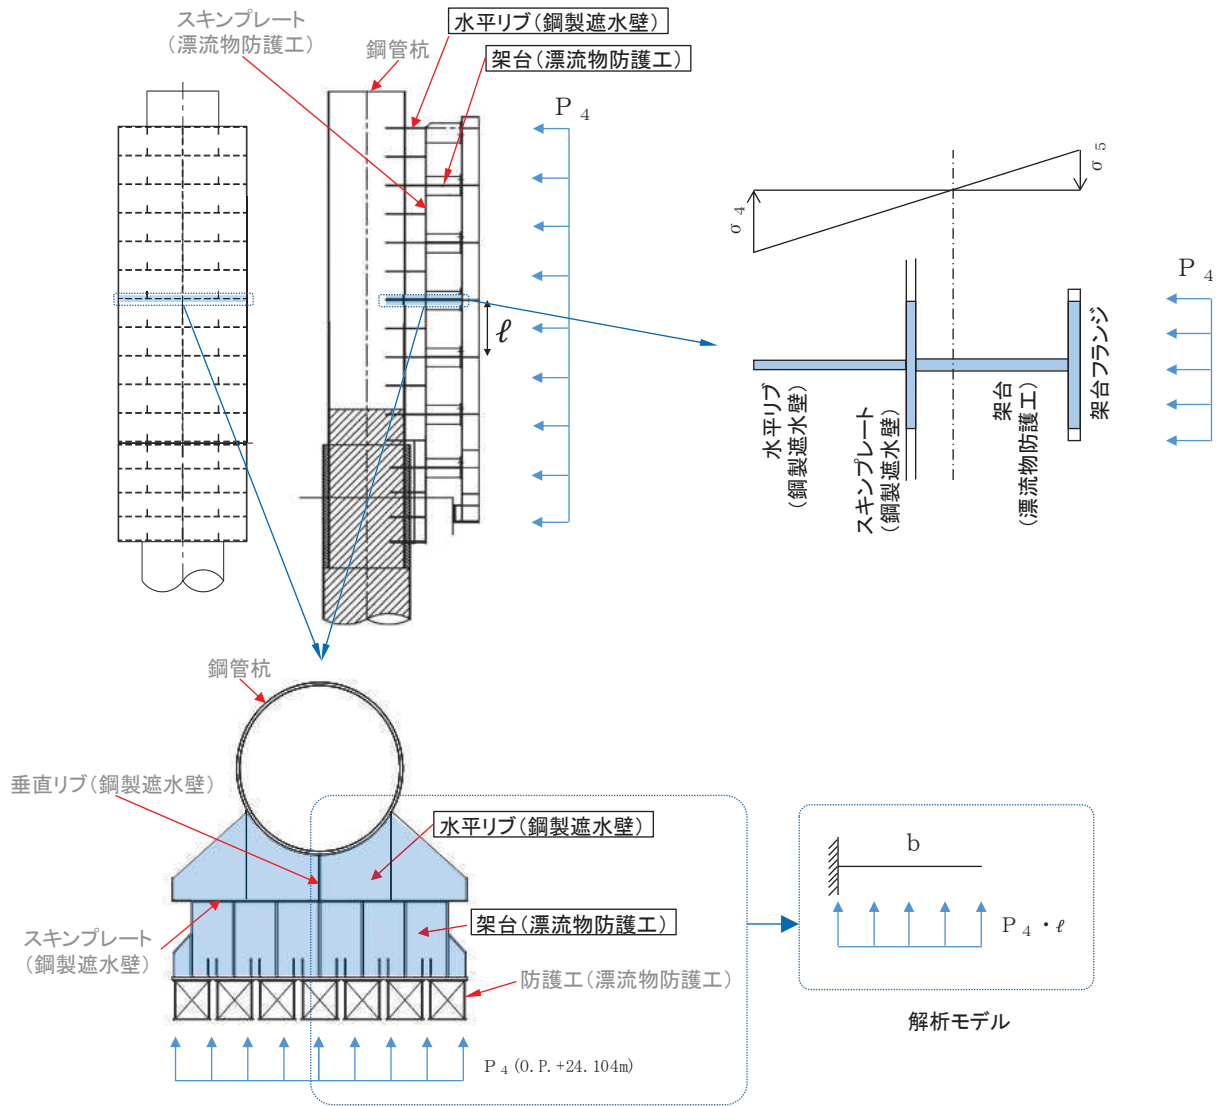 スキンプレート
（漂流物防護工）
水平リブ（鋼製遮水壁）
鋼管杭
架台（漂流物防護工）
P 4
ℓ
σ 4
σ 5
P 4
水平リブ
（鋼製遮水壁）
スキンプレート
（鋼製遮水壁）
架台
（漂流物防護工）
架台フランジ
鋼管杭
垂直リブ（鋼製遮水壁）
水平リブ（鋼製遮水壁）
架台（漂流物防護工）
スキンプレート
（鋼製遮水壁）
防護工（漂流物防護工）
P 4 (O.P.+24.104m)
b
P 4 ・ℓ
解析モデル